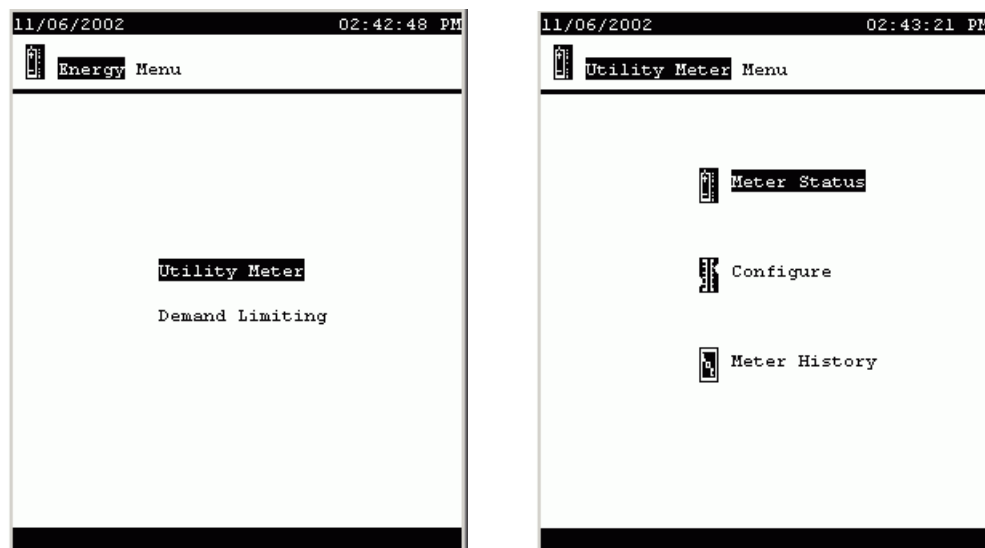 11/06/2002 02:42:48 PM
Energy Menu
Utility Meter
Demand Limiting
11/06/2002 02:43:21 PM
Utility Meter Menu
Meter Status
Configure
Meter History